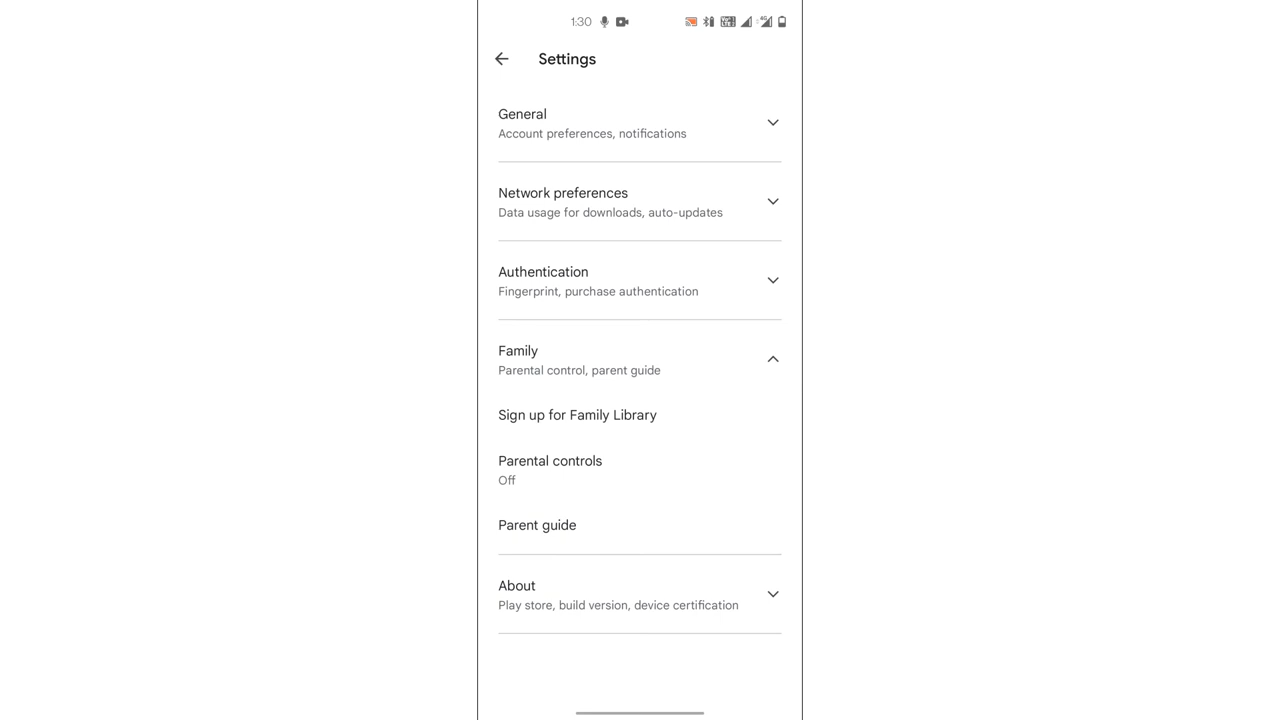 1:30
Settings
General
Account preferences, notifications
Network preferences
Data usage for downloads, auto-updates
Authentication
Fingerprint, purchase authentication
Family
Parental control, parent guide
Sign up for Family Library
Parental controls
Off
Parent guide
About
Play store, build version, device certification